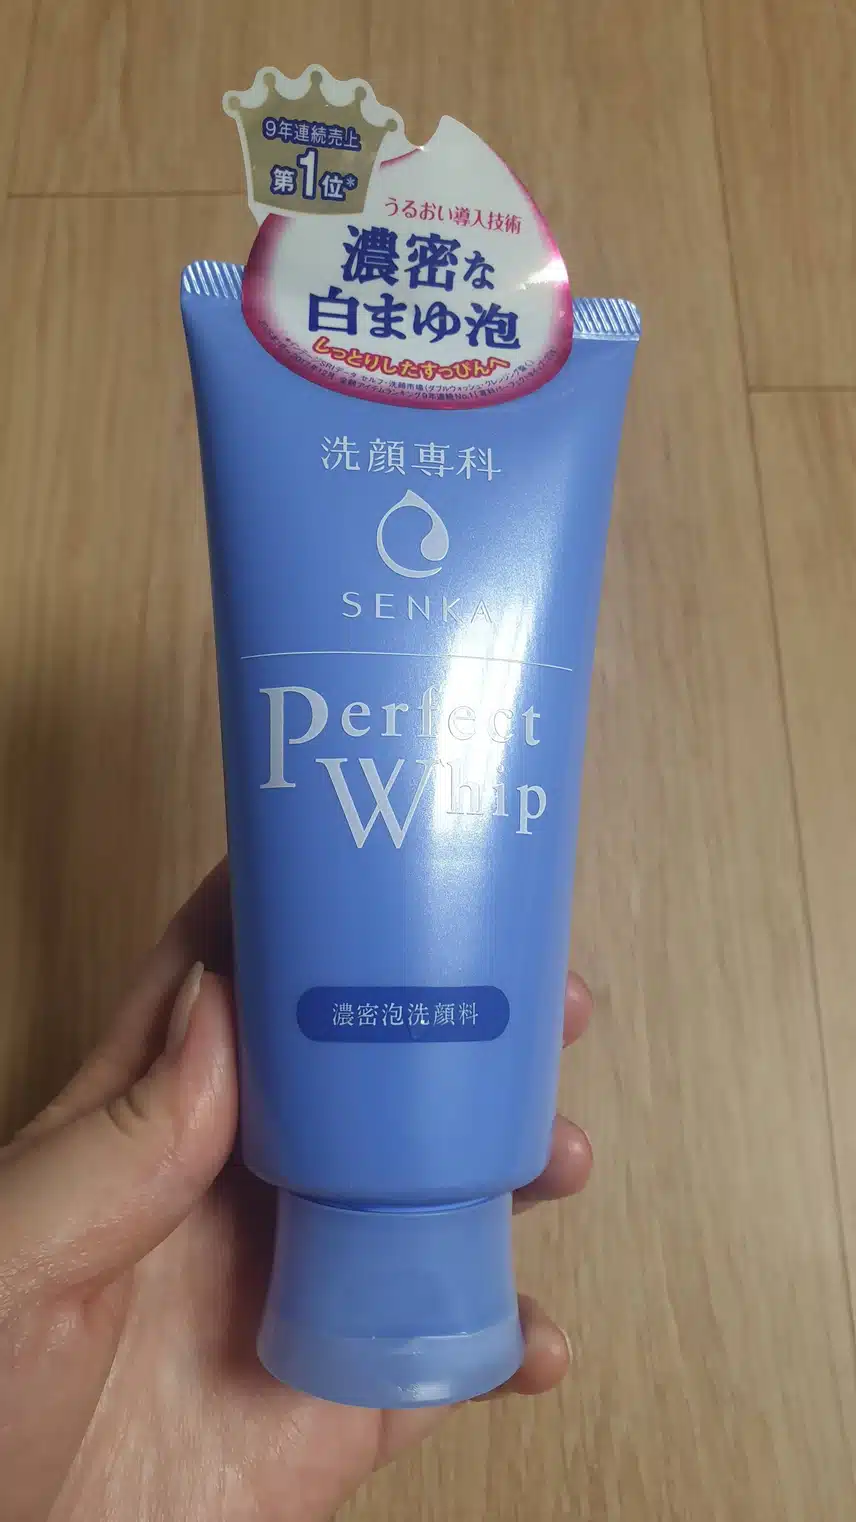 9年連続売上
第1位*
うるおい導入技術
濃密な
白まゆ泡
しっとりしたすっぴんへ
洗顔専科
SENKA
Perfect
Whip
濃密泡洗顔料